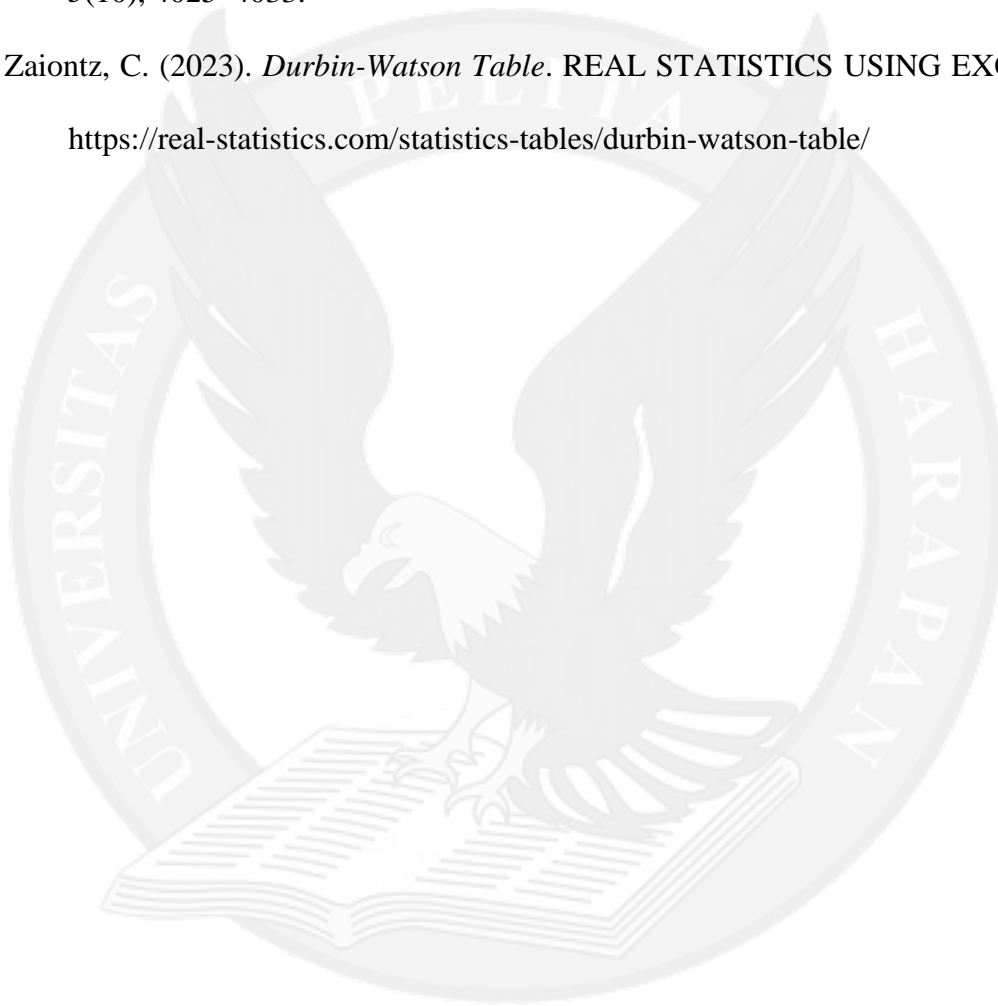 Zaiontz, C. (2023). Durbin-Watson Table. REAL STATISTICS USING
https://real-statistics.com/statistics-tables/durbin-watson-table/
UNIVERSITAS PELITA HARAPAN